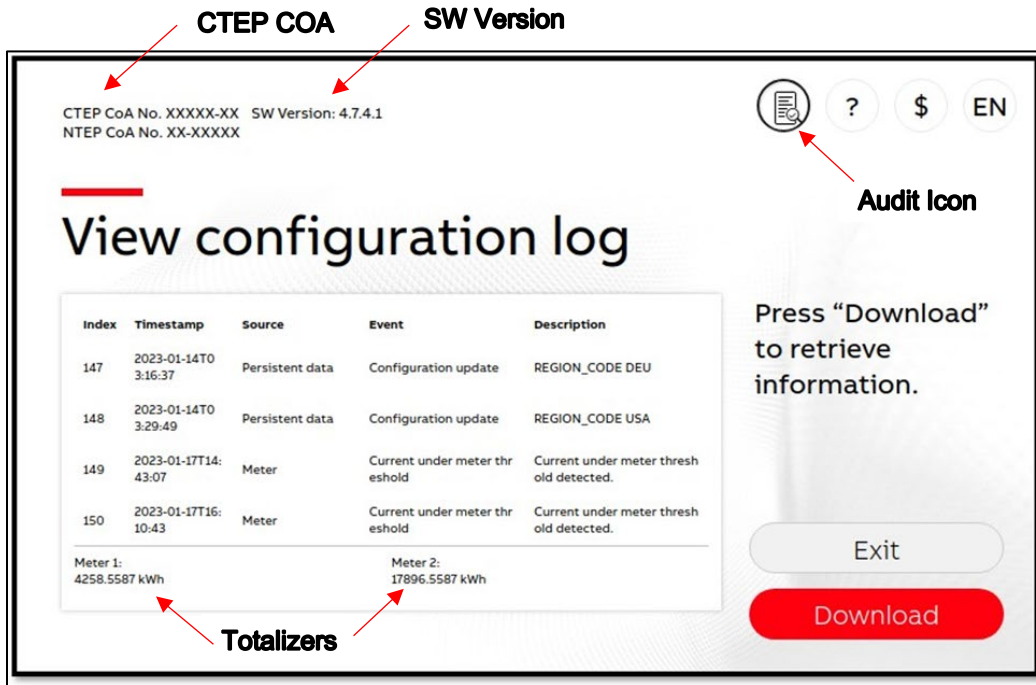 CTEP COA
SW Version
CTEP CoA No. XXXXX-XX SW Version: 4.7.4.1
NTEP CoA No. XX-XXXXX
? $ EN
Audit Icon
View configuration log
Index Timestamp Source Event Description
147 2023-01-14T0 Persistent data Configuration update REGION_CODE DEU
3:16:37
148 2023-01-14T0 Persistent data Configuration update REGION_CODE USA
3:29:49
149 2023-01-17T14: Meter Current under meter thr Current under meter thresh
43:07 eshold old detected.
150 2023-01-17T16: Meter Current under meter thr Current under meter thresh
10:43 eshold old detected.
Meter 1: Meter 2:
4258.5587 kWh 17896.5587 kWh
Totalizers
Press “Download”
to retrieve
information.
Exit
Download